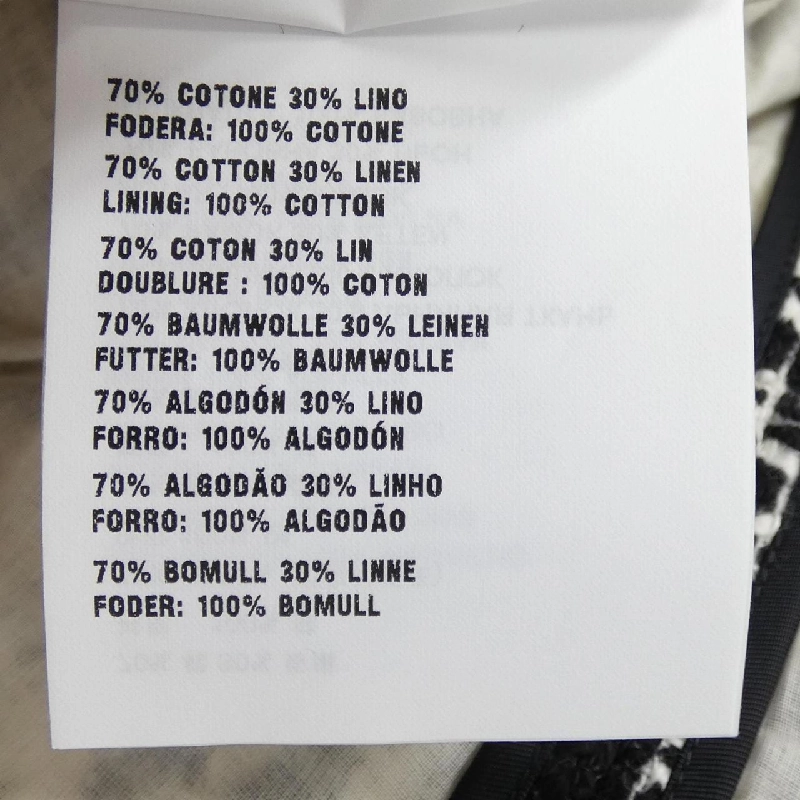 70% COTONE 30% LINO
FODERA: 100% COTONE
70% COTTON 30% LINEN
LINING: 100% COTTON
70% COTON 30% LIN
DOUBLURE : 100% COTON
70% BAUMWOLLE 30% LEINEN
FUTTER: 100% BAUMWOLLE
70% ALGODÓN 30% LINO
FORRO: 100% ALGODÓN
70% ALGODÃO 30% LINHO
FORRO: 100% ALGODÃO
70% BOMULL 30% LINNE
FODER: 100% BOMULL